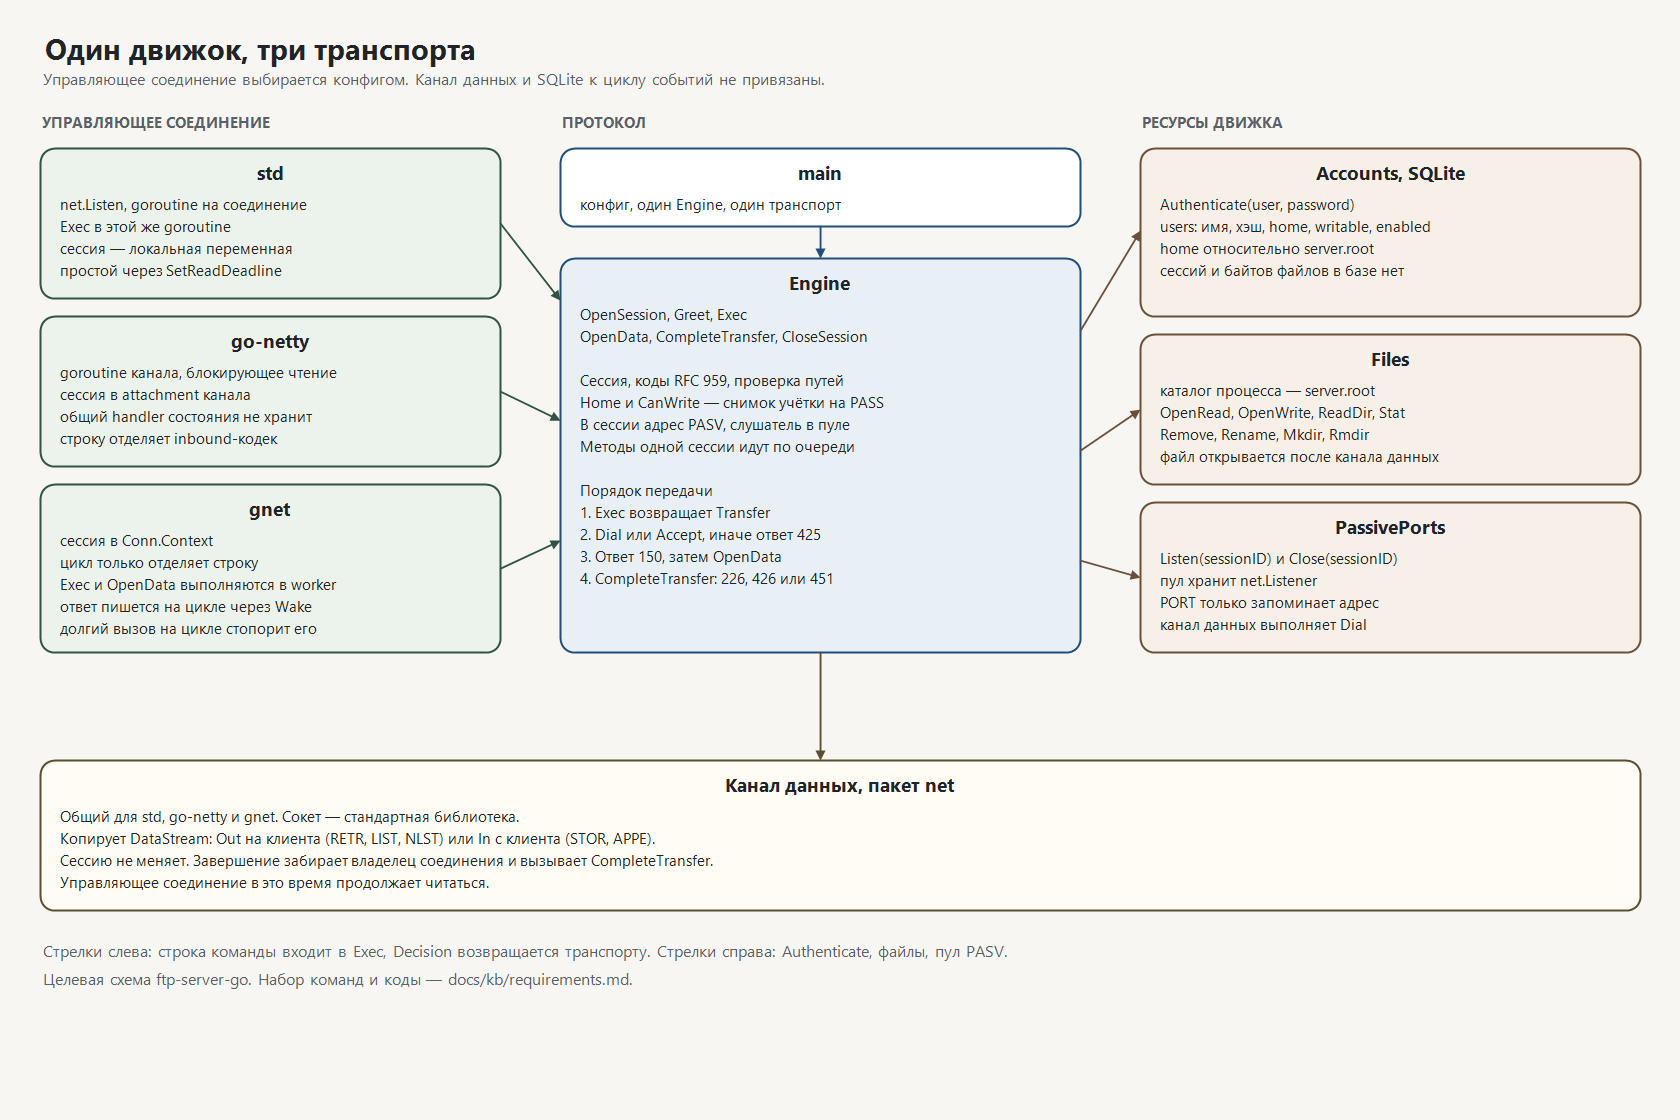 Один движок, три транспорта
Управляющее соединение выбирается конфигом. Канал данных и SQLite к циклу событий не привязаны.
УПРАВЛЯЮЩЕЕ СОЕДИНЕНИЕ
std
net.Listen, goroutine на соединение
Exec в этой же goroutine
сессия — локальная переменная
простой через SetReadDeadline
go-netty
goroutine канала, блокирующее чтение
сессия в attachment канала
общий handler состояния не хранит
строку отделяет inbound-кодек
gnet
сессия в Conn.Context
цикл только отделяет строку
Exec и OpenData выполняются в worker
ответ пишется на цикле через Wake
долгий вызов на цикле стопорит его
ПРОТОКОЛ
main
конфиг, один Engine, один транспорт
Engine
OpenSession, Greet, Exec
OpenData, CompleteTransfer, CloseSession
Сессия, коды RFC 959, проверка путей
Home и CanWrite — снимок учётки на PASS
В сессии адрес PASV, слушатель в пуле
Методы одной сессии идут по очереди
Порядок передачи
1. Exec возвращает Transfer
2. Dial или Accept, иначе ответ 425
3. Ответ 150, затем OpenData
4. CompleteTransfer: 226, 426 или 451
РЕСУРСЫ ДВИЖКА
Accounts, SQLite
Authenticate(user, password)
users: имя, хэш, home, writable, enabled
home относительно server.root
сессий и байтов файлов в базе нет
Files
каталог процесса — server.root
OpenRead, OpenWrite, ReadDir, Stat
Remove, Rename, Mkdir, Rmdir
файл открывается после канала данных
PassivePorts
Listen(sessionID) и Close(sessionID)
пул хранит net.Listener
PORT только запоминает адрес
канал данных выполняет Dial
Канал данных, пакет net
Общий для std, go-netty и gnet. Сокет — стандартная библиотека.
Копирует DataStream: Out на клиента (RETR, LIST, NLST) или In с клиента (STOR, APPE).
Сессию не меняет. Завершение забирает владелец соединения и вызывает CompleteTransfer.
Управляющее соединение в это время продолжает читаться.
Стрелки слева: строка команды входит в Exec, Decision возвращается транспорту. Стрелки справа: Authenticate, файлы, пул PASV.
Целевая схема ftp-server-go. Набор команд и коды — docs/kb/requirements.md.